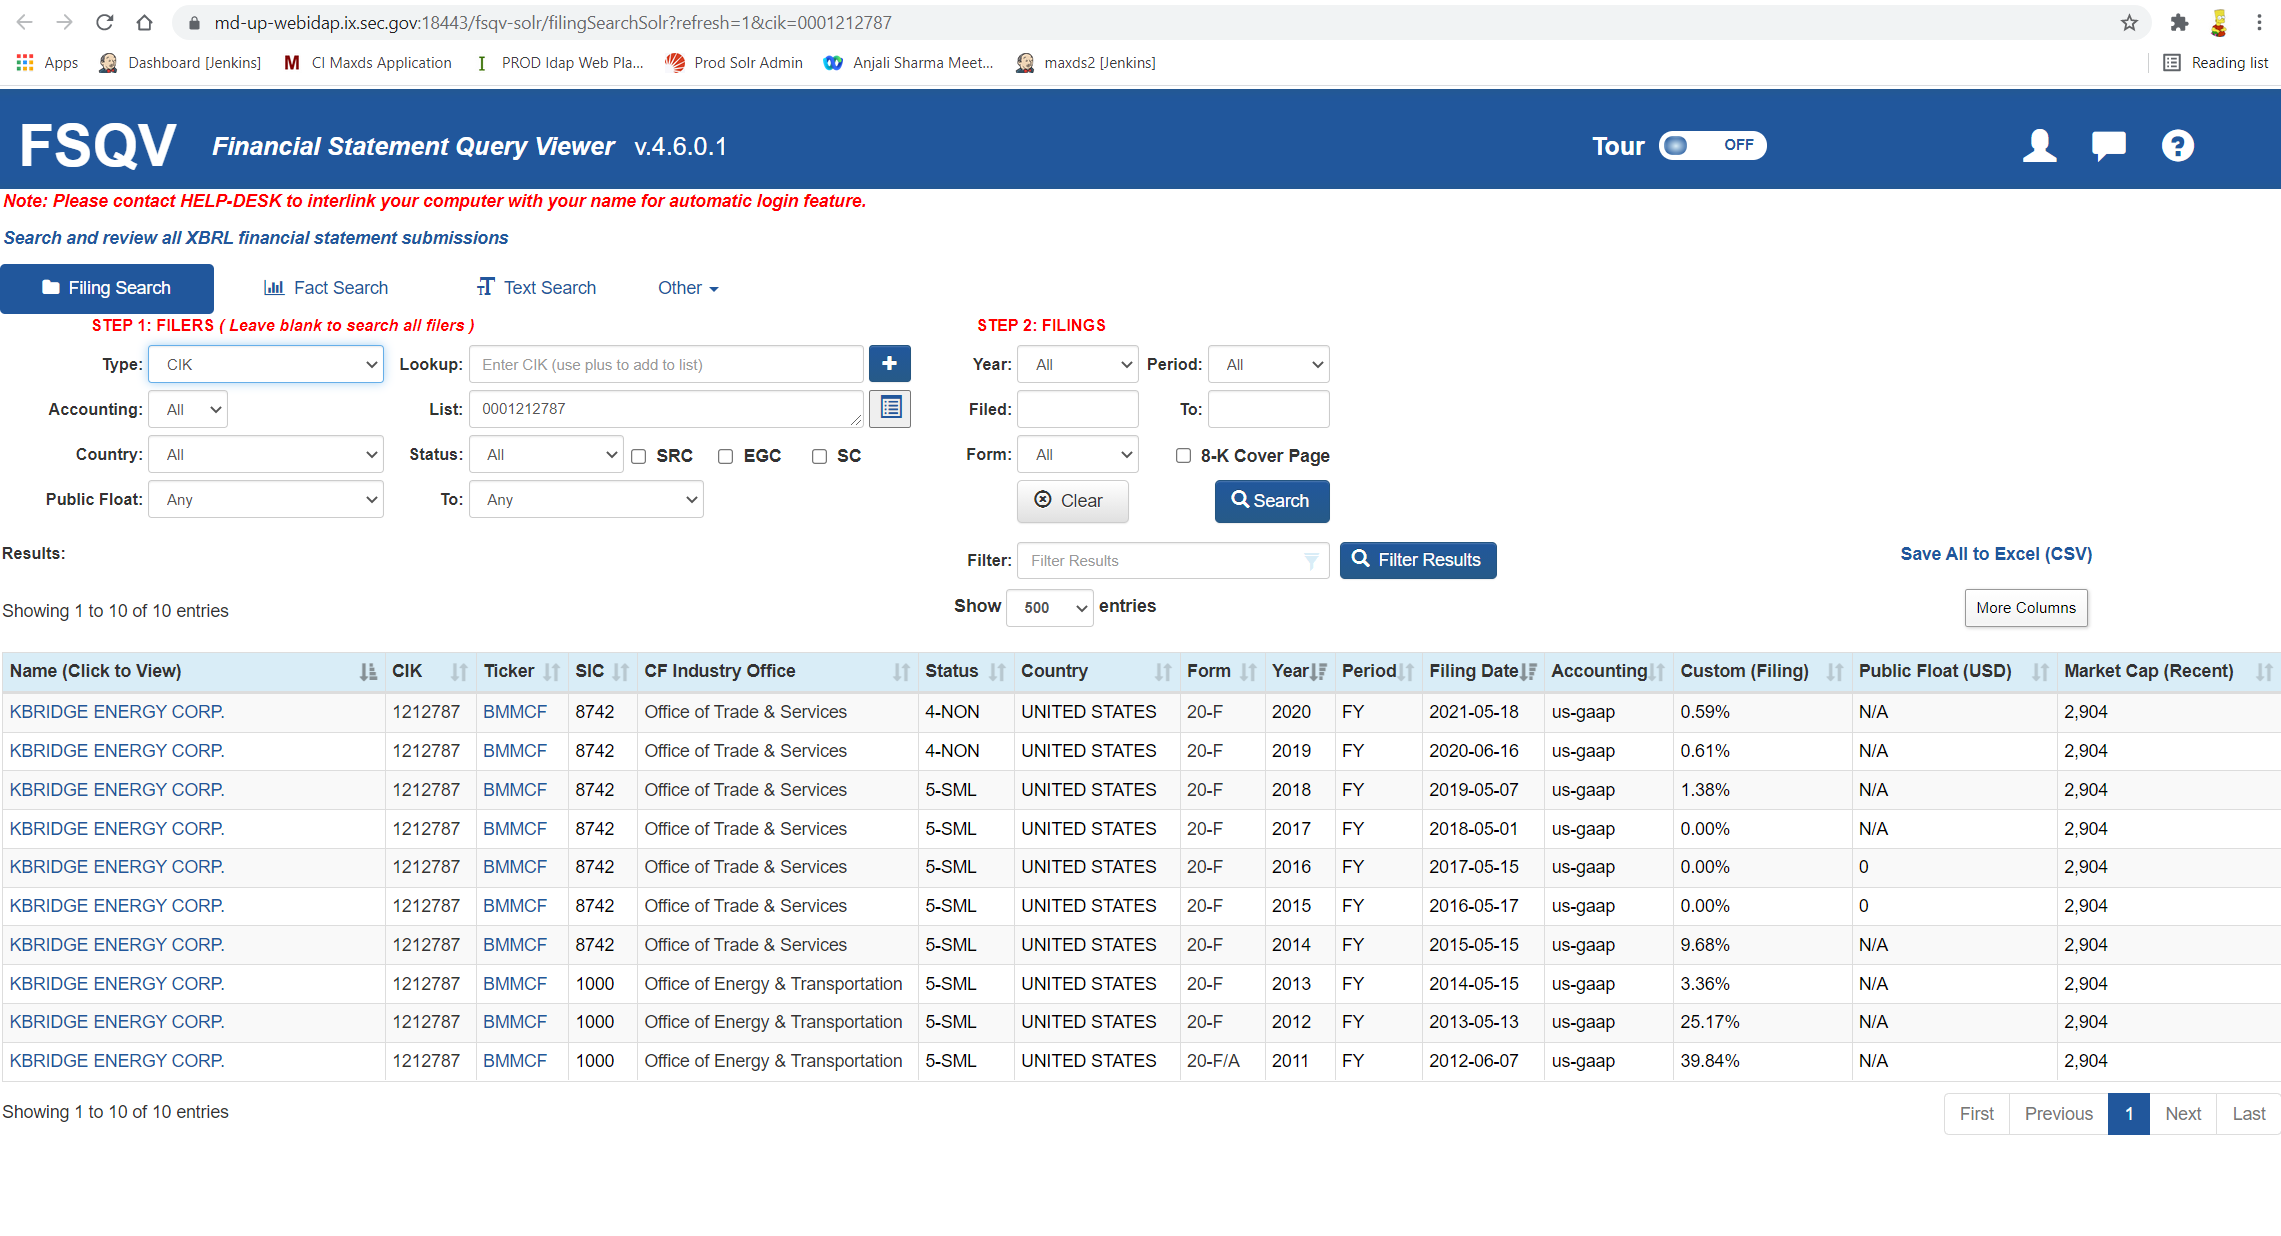 md-up-webidap.ix.sec.gov:18443/fsqv-solr/filingSearchSolr?refresh=1&cik=0001212787
Apps Dashboard [Jenkins] CI Maxds Application PROD Idap Web Pla... Prod Solr Admin Anjali Sharma Meet... maxds2 [Jenkins] Reading list
FSQV Financial Statement Query Viewer v.4.6.0.1 Tour OFF
Note: Please contact HELP-DESK to interlink your computer with your name for automatic login feature.
Search and review all XBRL financial statement submissions
Filing Search Fact Search Text Search Other
STEP 1: FILERS ( Leave blank to search all filers ) STEP 2: FILINGS
Type: CIK Lookup: Enter CIK (use plus to add to list) Year: All Period: All
Accounting: All List: 0001212787 Filed: To:
Country: All Status: All SRC EGC SC Form: All 8-K Cover Page
Public Float: Any To: Any Clear Search
Results: Filter: Filter Results Filter Results Save All to Excel (CSV)
Showing 1 to 10 of 10 entries Show 500 entries More Columns
Name (Click to View) CIK Ticker SIC CF Industry Office Status Country Form Year Period Filing Date Accounting Custom (Filing) Public Float (USD) Market Cap (Recent)
KBRIDGE ENERGY CORP. 1212787 BMMCF 8742 Office of Trade & Services 4-NON UNITED STATES 20-F 2020 FY 2021-05-18 us-gaap 0.59% N/A 2,904
KBRIDGE ENERGY CORP. 1212787 BMMCF 8742 Office of Trade & Services 4-NON UNITED STATES 20-F 2019 FY 2020-06-16 us-gaap 0.61% N/A 2,904
KBRIDGE ENERGY CORP. 1212787 BMMCF 8742 Office of Trade & Services 5-SML UNITED STATES 20-F 2018 FY 2019-05-07 us-gaap 1.38% N/A 2,904
KBRIDGE ENERGY CORP. 1212787 BMMCF 8742 Office of Trade & Services 5-SML UNITED STATES 20-F 2017 FY 2018-05-01 us-gaap 0.00% N/A 2,904
KBRIDGE ENERGY CORP. 1212787 BMMCF 8742 Office of Trade & Services 5-SML UNITED STATES 20-F 2016 FY 2017-05-15 us-gaap 0.00% 0 2,904
KBRIDGE ENERGY CORP. 1212787 BMMCF 8742 Office of Trade & Services 5-SML UNITED STATES 20-F 2015 FY 2016-05-17 us-gaap 0.00% 0 2,904
KBRIDGE ENERGY CORP. 1212787 BMMCF 8742 Office of Trade & Services 5-SML UNITED STATES 20-F 2014 FY 2015-05-15 us-gaap 9.68% N/A 2,904
KBRIDGE ENERGY CORP. 1212787 BMMCF 1000 Office of Energy & Transportation 5-SML UNITED STATES 20-F 2013 FY 2014-05-15 us-gaap 3.36% N/A 2,904
KBRIDGE ENERGY CORP. 1212787 BMMCF 1000 Office of Energy & Transportation 5-SML UNITED STATES 20-F 2012 FY 2013-05-13 us-gaap 25.17% N/A 2,904
KBRIDGE ENERGY CORP. 1212787 BMMCF 1000 Office of Energy & Transportation 5-SML UNITED STATES 20-F/A 2011 FY 2012-06-07 us-gaap 39.84% N/A 2,904
Showing 1 to 10 of 10 entries First Previous 1 Next Last